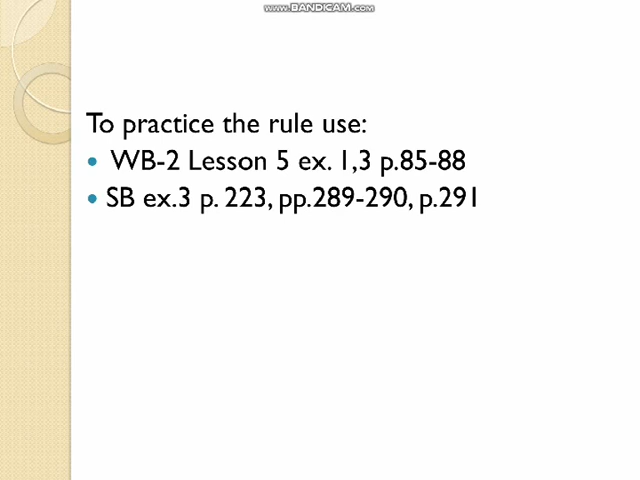 www.BANDICAM.com
To practice the rule use:
• WB-2 Lesson 5 ex. 1,3 p.85-88
• SB ex.3 p. 223, pp.289-290, p.291